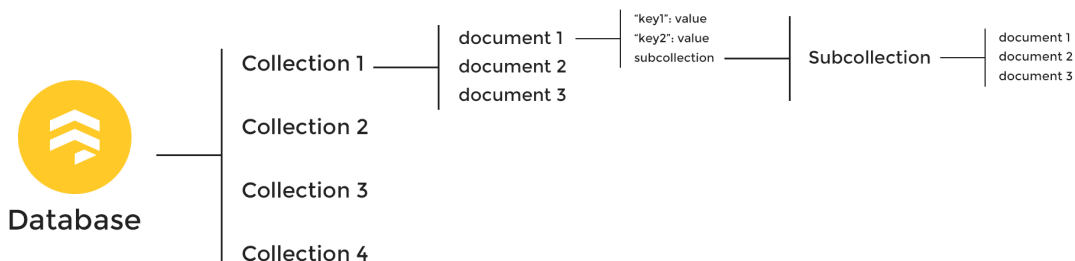 Database
Collection 1
Collection 2
Collection 3
Collection 4
document 1
document 2
document 3
“key1”: value
“key2”: value
subcollection
Subcollection
document 1
document 2
document 3